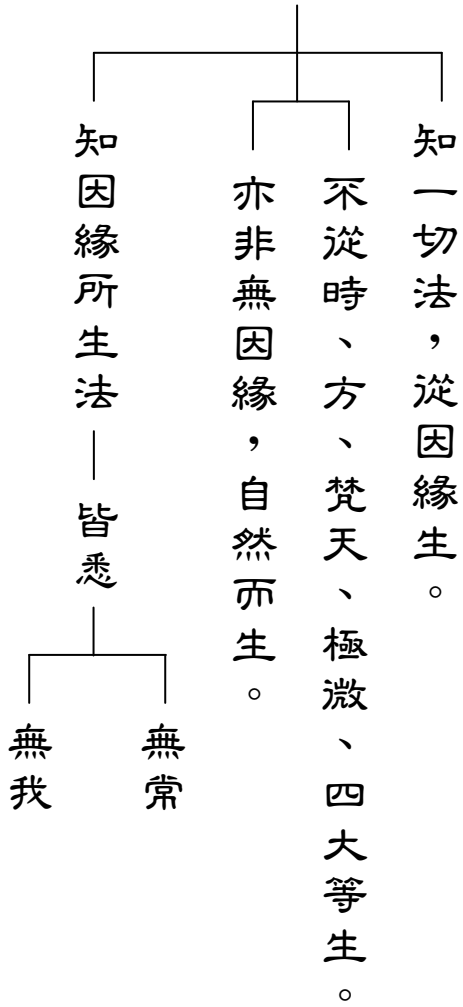 知一切法，從因緣生。
不從時、方、梵天、極微、四大等生。
亦非無因緣，自然而生。
知因緣所生法
皆悉
無常
無我